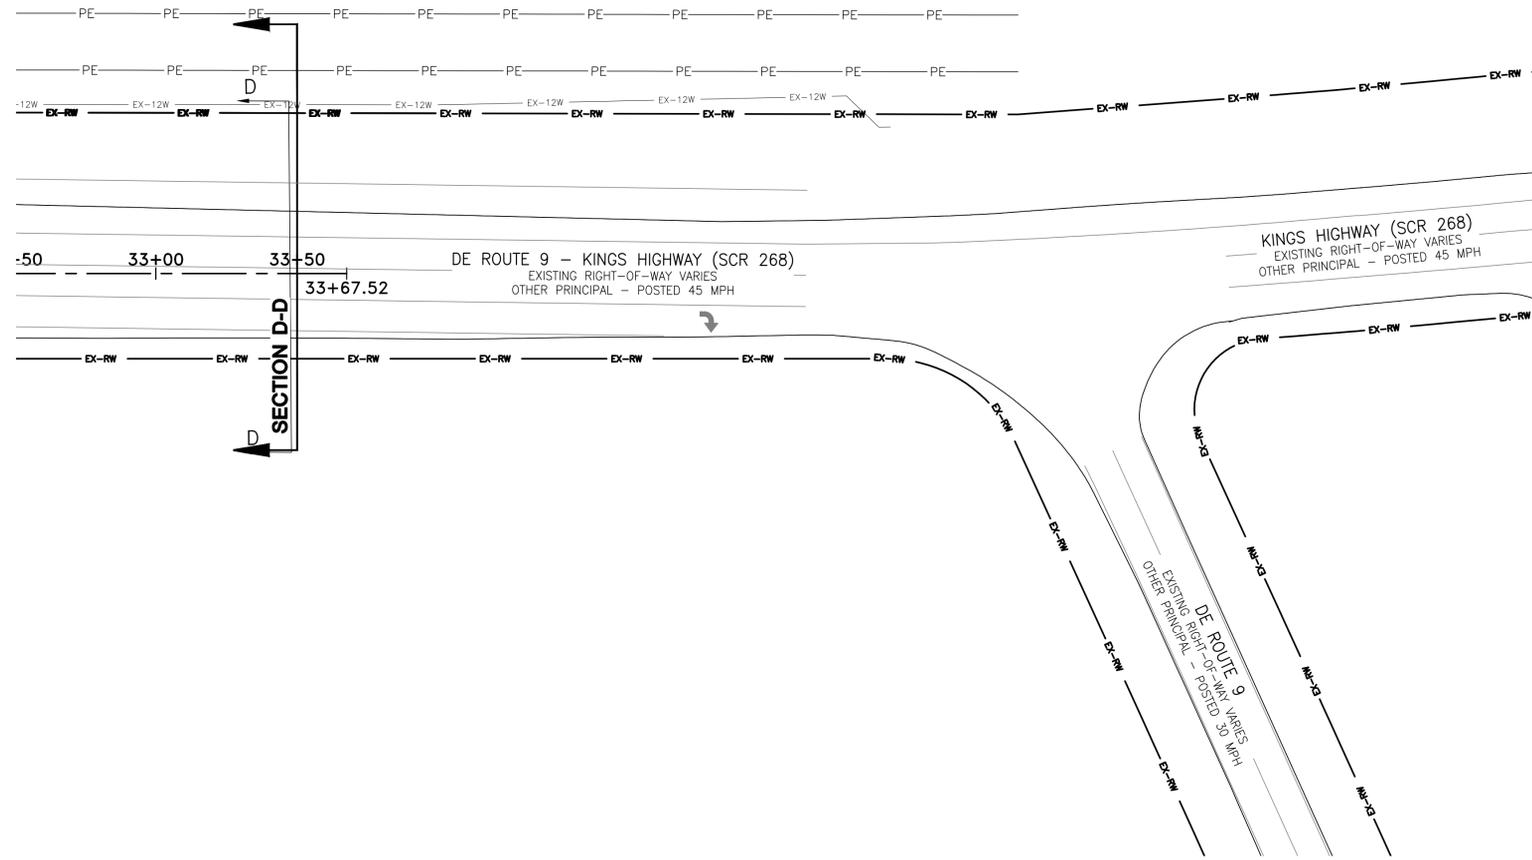 PE PE PE PE PE PE PE PE PE PE PE
PE PE PE PE PE PE PE PE PE PE PE
D
-12W EX-12W EX-12W EX-12W EX-12W EX-12W EX-12W
EX-RW EX-RW EX-RW EX-RW EX-RW EX-RW EX-RW EX-RW EX-RW EX-RW EX-RW EX-RW
-50 33+00 33+50
33+67.52
DE ROUTE 9 - KINGS HIGHWAY (SCR 268)
EXISTING RIGHT-OF-WAY VARIES
OTHER PRINCIPAL - POSTED 45 MPH
KINGS HIGHWAY (SCR 268)
EXISTING RIGHT-OF-WAY VARIES
OTHER PRINCIPAL - POSTED 45 MPH
SECTION D-D
D
EX-RW EX-RW EX-RW EX-RW EX-RW EX-RW EX-RW
EX-RW EX-RW EX-RW
EX-RW
EX-RW
EX-RW
EX-RW
EX-RW
EX-RW
EX-RW
EX-RW
DE ROUTE 9
EXISTING RIGHT-OF-WAY VARIES
OTHER PRINCIPAL - POSTED 30 MPH